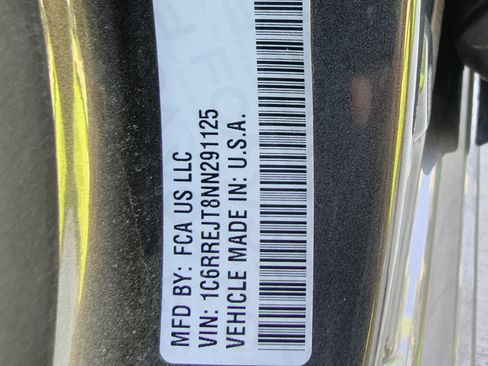 MFD BY: FCA US LLC
VIN: 1C6RREJT8NN291125
VEHICLE MADE IN: U.S.A.